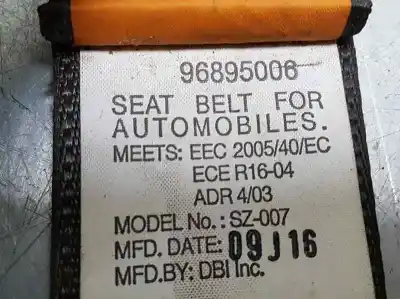 96895006
SEAT BELT FOR
AUTOMOBILES.
MEETS: EEC 2005/40/EC
ECE R16-04
ADR 4/03
MODEL No.: SZ-007
MFD. DATE: 09J16
MFD.BY: DBI Inc.